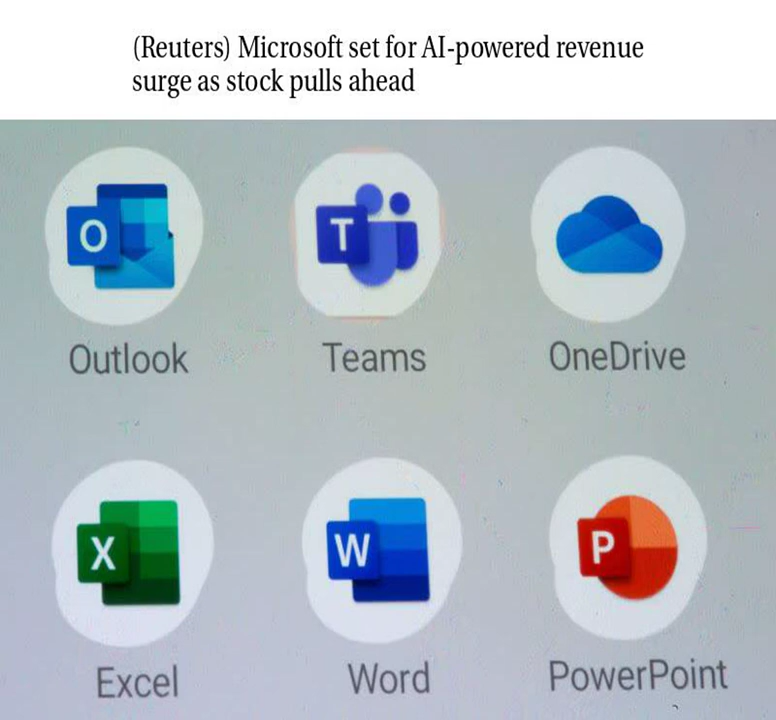 (Reuters) Microsoft set for AI-powered revenue
surge as stock pulls ahead
O
T
Outlook
Teams
OneDrive
X
W
P
Excel
Word
PowerPoint